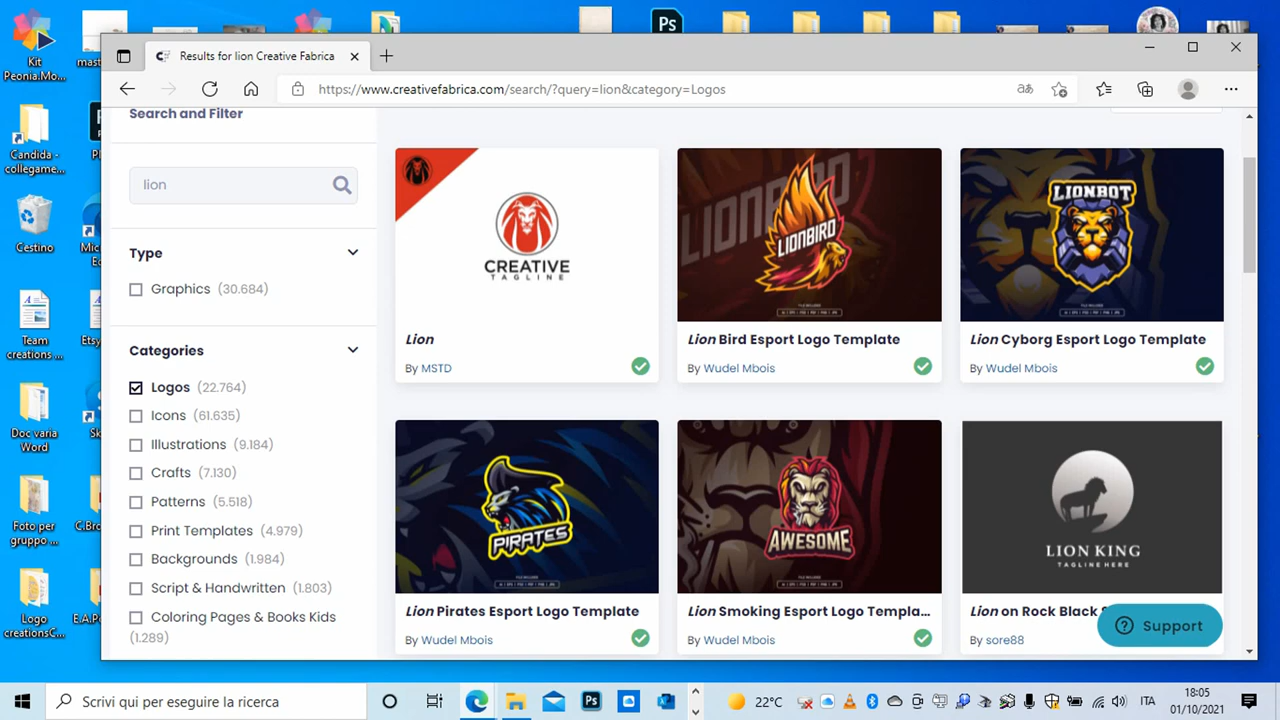 Kit
Peonia.Mo...
mast
Candida -
collegame...
Cestino
Team
creations ...
Doc varia
Word
Foto per
gruppo ...
Logo
creationsC...
Pl
Mic
E
Etsy
Sk
C.Bro
E.A.P
Ps
Results for lion Creative Fabrica
https://www.creativefabrica.com/search/?query=lion&category=Logos
Search and Filter
lion
Type
Graphics (30.684)
Categories
Logos (22.764)
Icons (61.635)
Illustrations (9.184)
Crafts (7.130)
Patterns (5.518)
Print Templates (4.979)
Backgrounds (1.984)
Script & Handwritten (1.803)
Coloring Pages & Books Kids
(1.289)
CREATIVE
TAGLINE
Lion
By MSTD
LIONBIRD
Lion Bird Esport Logo Template
By Wudel Mbois
LIONBOT
Lion Cyborg Esport Logo Template
By Wudel Mbois
PIRATES
Lion Pirates Esport Logo Template
By Wudel Mbois
AWESOME
Lion Smoking Esport Logo Templa...
By Wudel Mbois
LION KING
TAGLINE HERE
Lion on Rock Black
By sore88
Support
Scrivi qui per eseguire la ricerca
Ps
22°C
ITA
18:05
01/10/2021